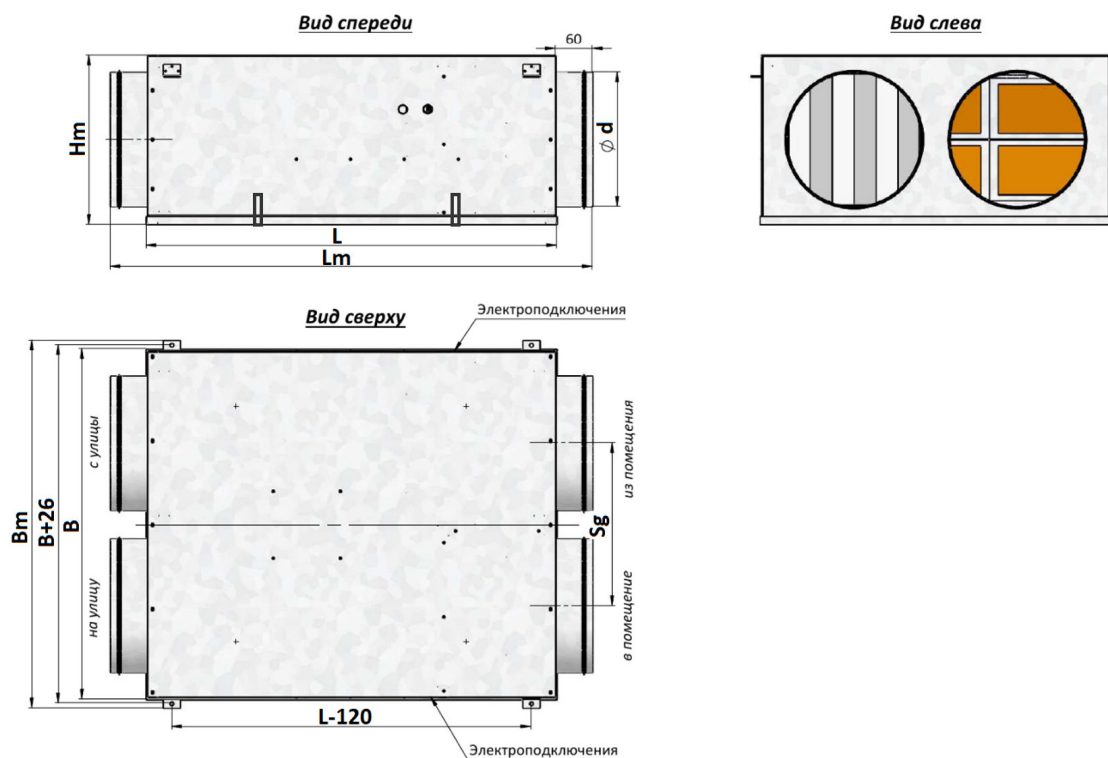 Вид спереди
Вид слева
60
Hm
Ød
L
Lm
Вид сверху
Электроподключения
с улицы
из помещения
Bm
B+26
B
Sg
на улицу
в помещение
L-120
Электроподключения